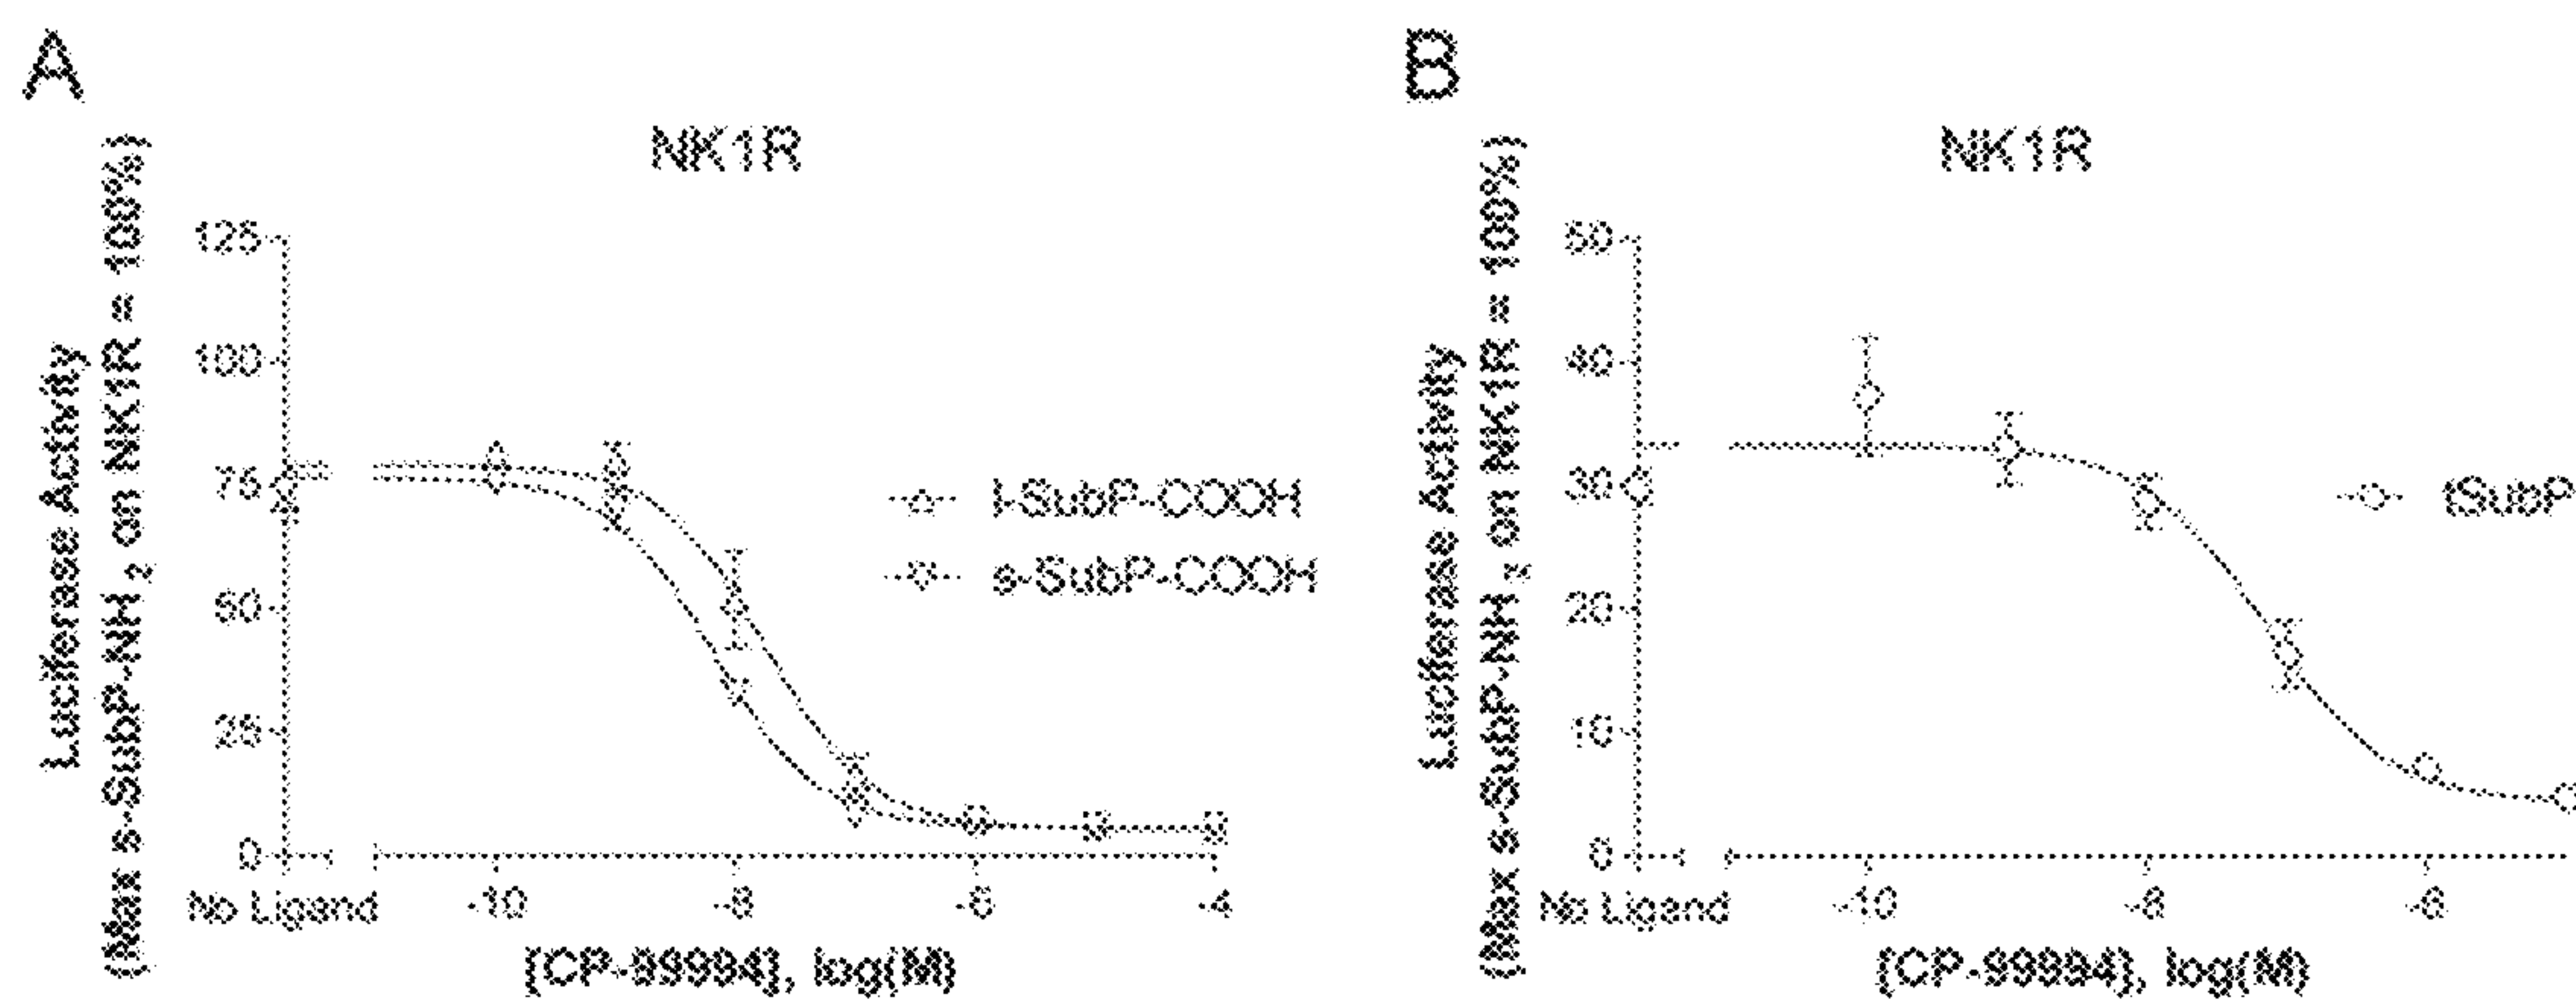 A
NK1R
Luciferase Activity
(Max s-SubP-NH2 on NK1R = 100%)
125
100
75
50
25
0
No Ligand
-10
-8
-6
-4
[CP-99994], log(M)
l-SubP-COOH
s-SubP-COOH
B
NK1R
Luciferase Activity
(Max s-SubP-NH2 on NK1R = 100%)
50
40
30
20
10
0
No Ligand
-10
-8
-6
[CP-99994], log(M)
tSubP